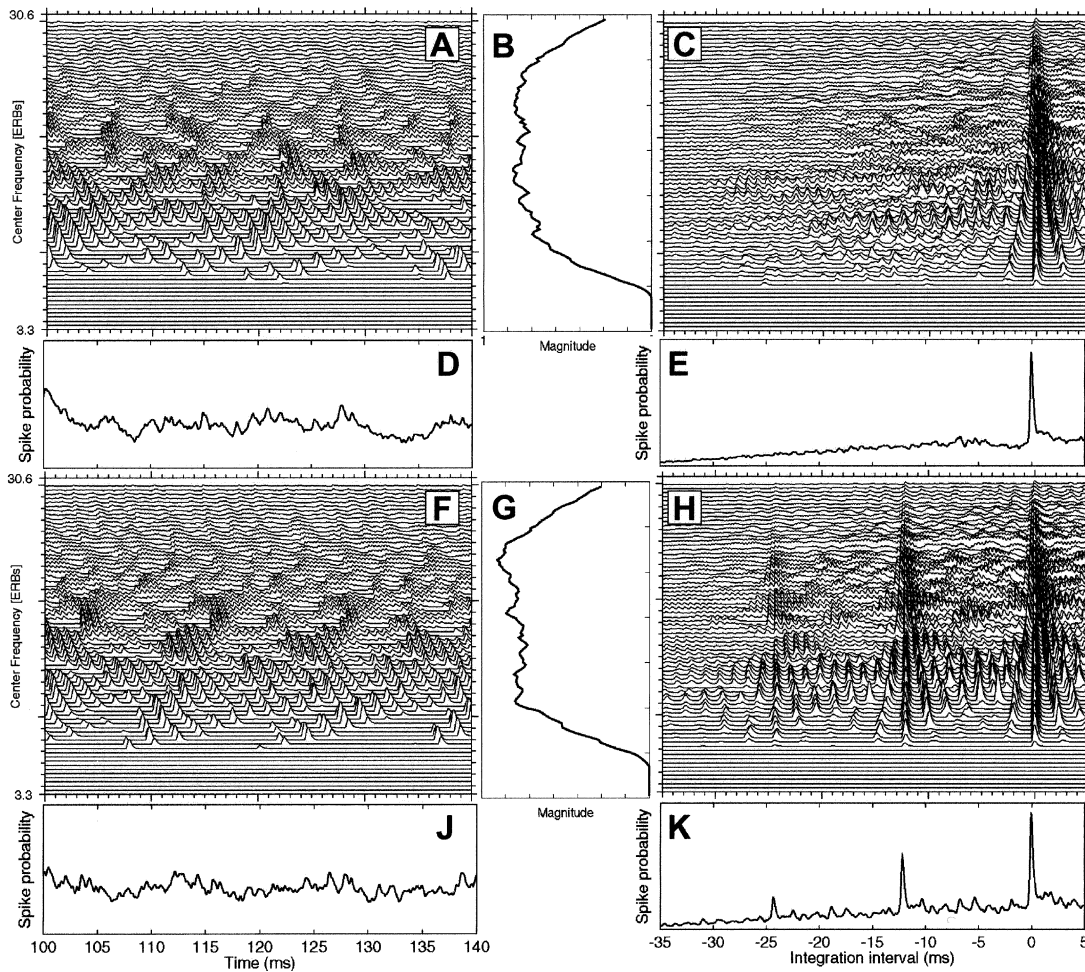 30.6
A
B
C
Center Frequency [ERBs]
3.3
1
Magnitude
Spike probability
D
Spike probability
E
30.6
F
G
H
Center Frequency [ERBs]
3.3
Magnitude
Spike probability
J
Spike probability
K
100 105 110 115 120 125 130 135 140
Time (ms)
-35 -30 -25 -20 -15 -10 -5 0 5
Integration interval (ms)